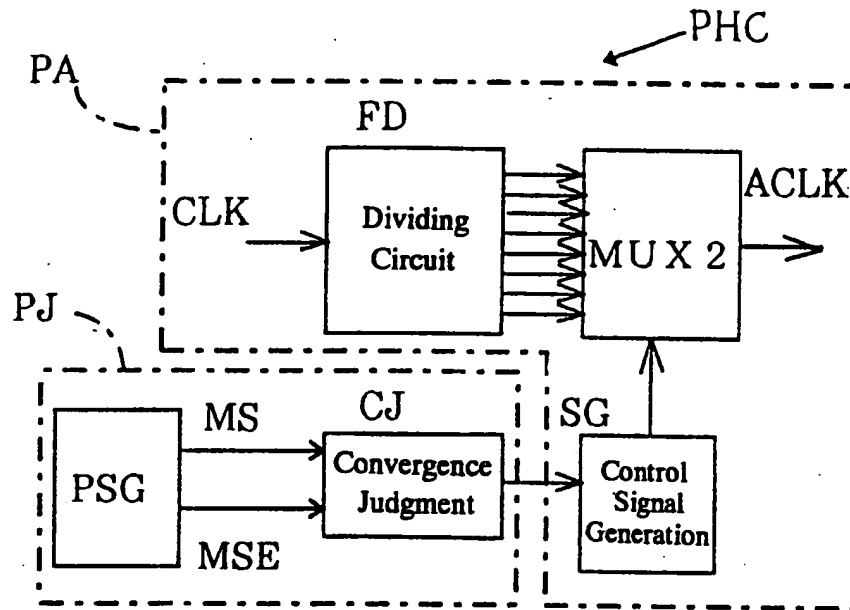 PHC
PA
FD
CLK
Dividing
Circuit
MUX 2
ACLK
PJ
MS
CJ
SG
PSG
Convergence
Judgment
Control
Signal
Generation
MSE